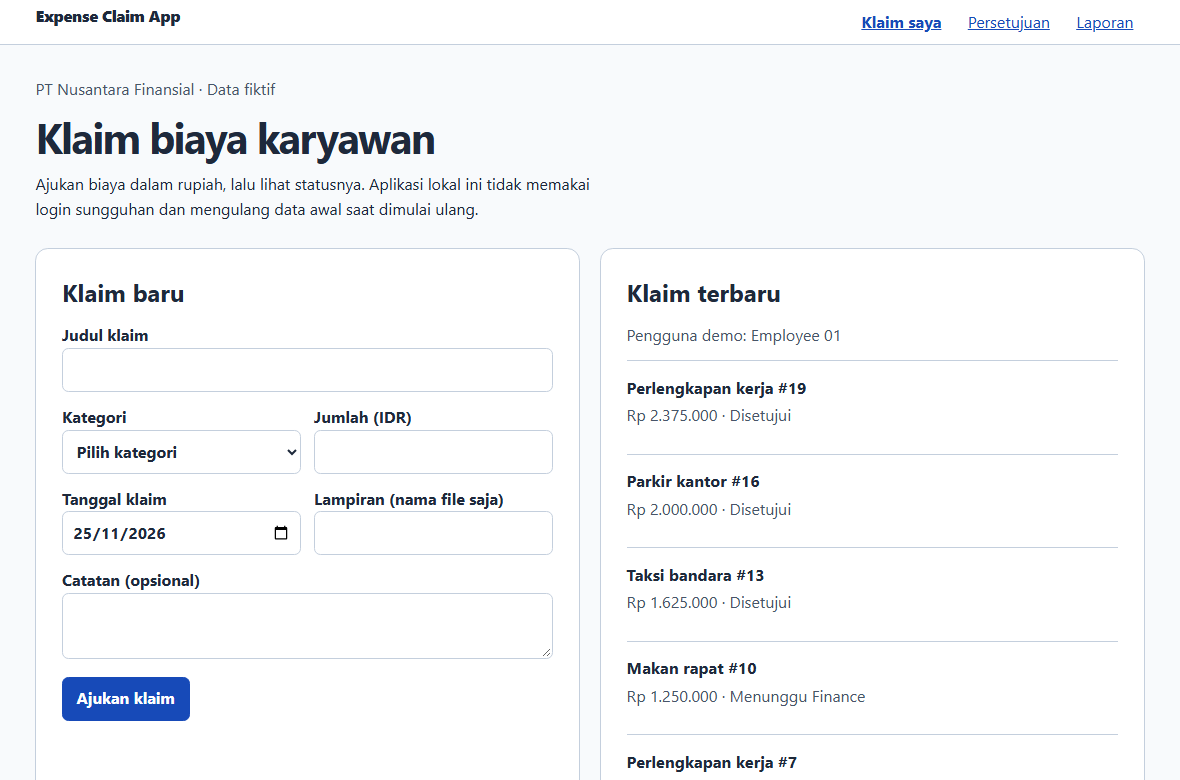 Expense Claim App
Klaim saya Persetujuan Laporan
PT Nusantara Finansial · Data fiktif
Klaim biaya karyawan
Ajukan biaya dalam rupiah, lalu lihat statusnya. Aplikasi lokal ini tidak memakai
login sungguhan dan mengulang data awal saat dimulai ulang.
Klaim baru
Judul klaim
Kategori
Jumlah (IDR)
Pilih kategori
Tanggal klaim
Lampiran (nama file saja)
25/11/2026
Catatan (opsional)
Ajukan klaim
Klaim terbaru
Pengguna demo: Employee 01
Perlengkapan kerja #19
Rp 2.375.000 · Disetujui
Parkir kantor #16
Rp 2.000.000 · Disetujui
Taksi bandara #13
Rp 1.625.000 · Disetujui
Makan rapat #10
Rp 1.250.000 · Menunggu Finance
Perlengkapan kerja #7